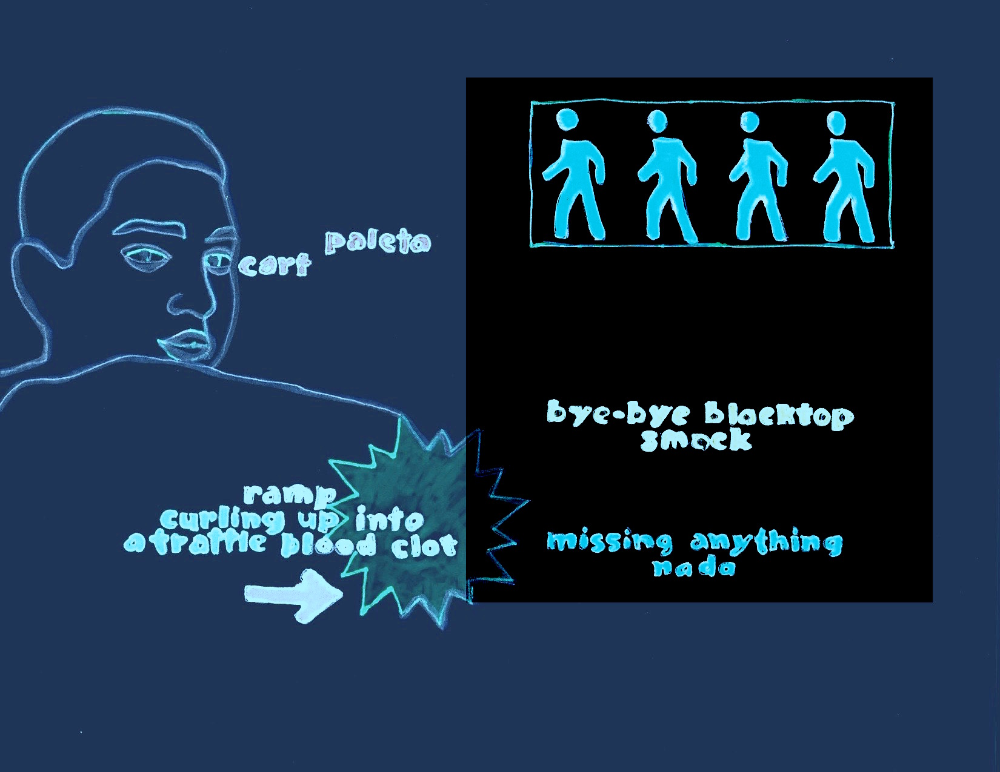 paleta
cart
ramp
curling up into
a traffic blood clot
bye-bye blacktop
smack
missing anything
nada